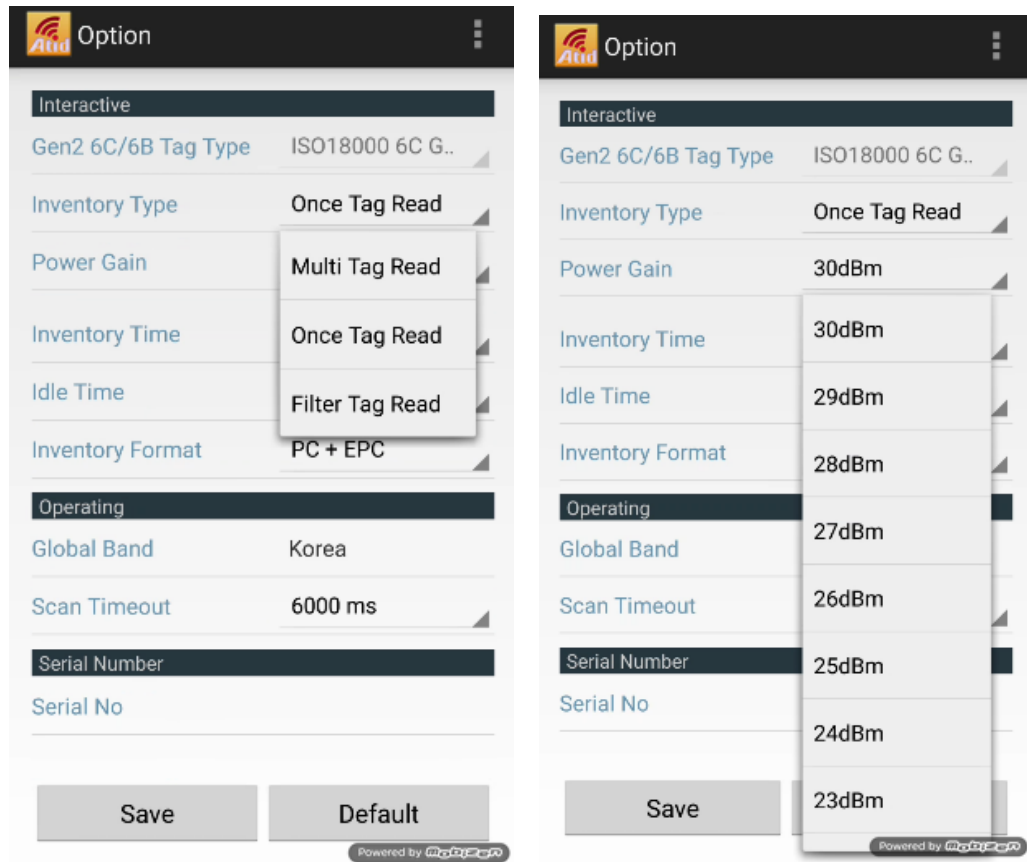 Atid Option
Interactive
Gen2 6C/6B Tag Type ISO18000 6C G..
Inventory Type Once Tag Read
Power Gain
Multi Tag Read
Inventory Time
Once Tag Read
Idle Time
Filter Tag Read
Inventory Format PC + EPC
Operating
Global Band Korea
Scan Timeout 6000 ms
Serial Number
Serial No
Save Default
Powered by Mobizen
Atid Option
Interactive
Gen2 6C/6B Tag Type ISO18000 6C G..
Inventory Type Once Tag Read
Power Gain 30dBm
30dBm
Inventory Time
Idle Time
29dBm
Inventory Format
28dBm
Operating
27dBm
Global Band
Scan Timeout
26dBm
Serial Number
25dBm
Serial No
24dBm
Save
23dBm
Powered by Mobizen